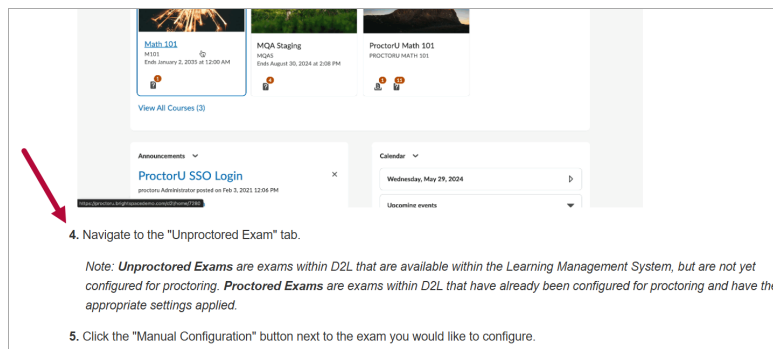 Math 101
M101
Ends January 2, 2035 at 12:00 AM
1
MQA Staging
MQAS
Ends August 30, 2024 at 2:08 PM
4
ProctorU Math 101
PROCTORU MATH 101
1
11
View All Courses (3)
Announcements
ProctorU SSO Login
proctoru Administrator posted on Feb 3, 2021 12:06 PM
Calendar
Wednesday, May 29, 2024
Upcoming events
4. Navigate to the "Unproctored Exam" tab.
Note: Unproctored Exams are exams within D2L that are available within the Learning Management System, but are not yet
configured for proctoring. Proctored Exams are exams within D2L that have already been configured for proctoring and have the
appropriate settings applied.
5. Click the "Manual Configuration" button next to the exam you would like to configure.